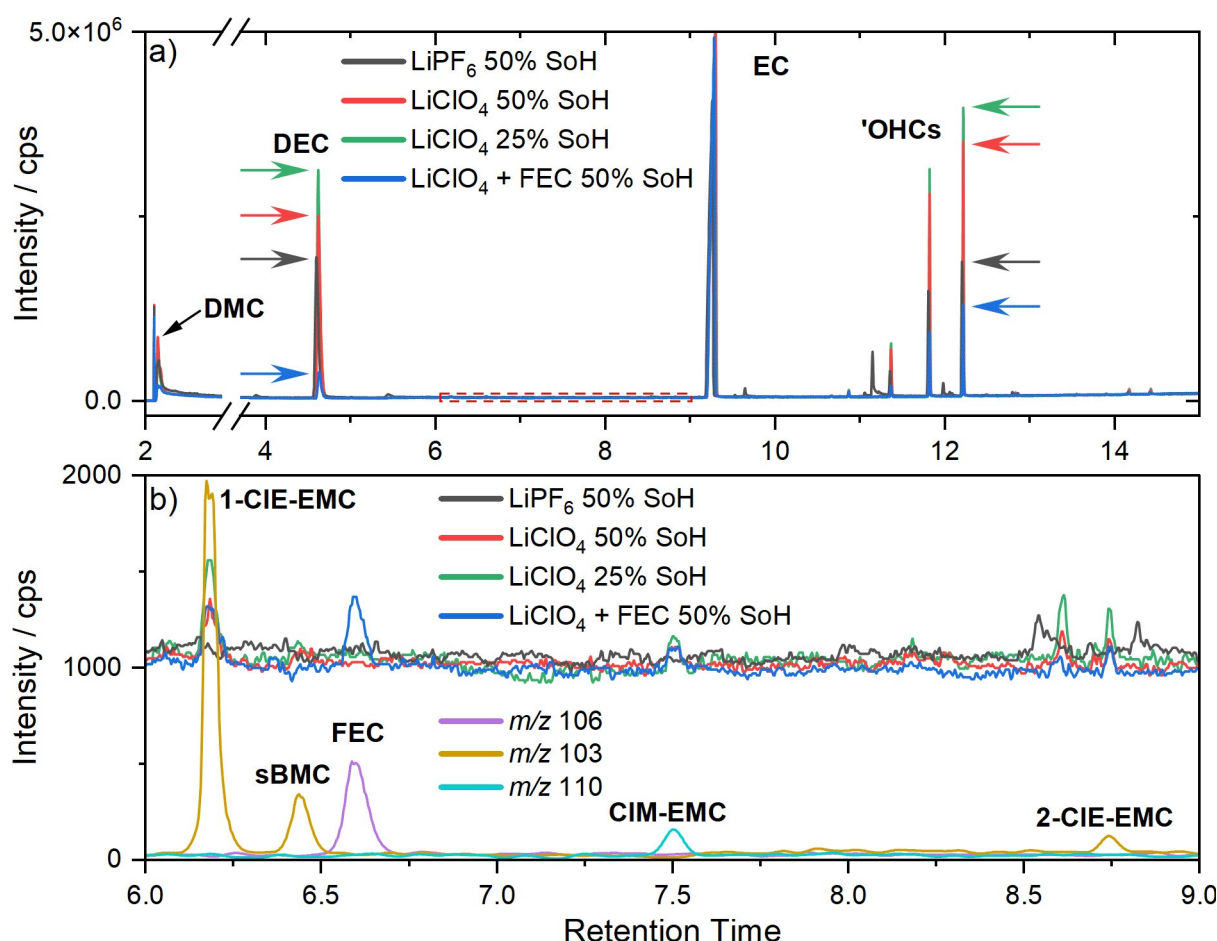 5.0×10⁶
a)
LiPF₆ 50% SoH
LiClO₄ 50% SoH
LiClO₄ 25% SoH
LiClO₄ + FEC 50% SoH
EC
DEC
'OHCs
DMC
Intensity / cps
0.0
2 4 6 8 10 12 14
2000
b)
1-ClE-EMC
LiPF₆ 50% SoH
LiClO₄ 50% SoH
LiClO₄ 25% SoH
LiClO₄ + FEC 50% SoH
1000
Intensity / cps
m/z 106
m/z 103
m/z 110
FEC
sBMC
ClM-EMC
2-ClE-EMC
0
6.0 6.5 7.0 7.5 8.0 8.5 9.0
Retention Time